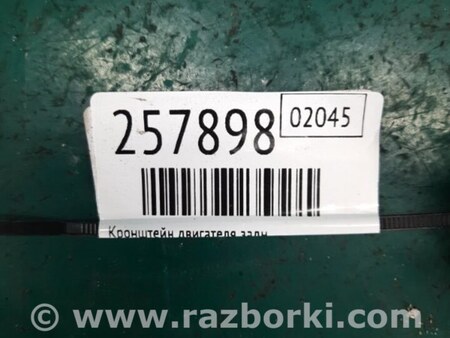 257898
02045
Кронштейн двигателя задн
© www.razborki.com